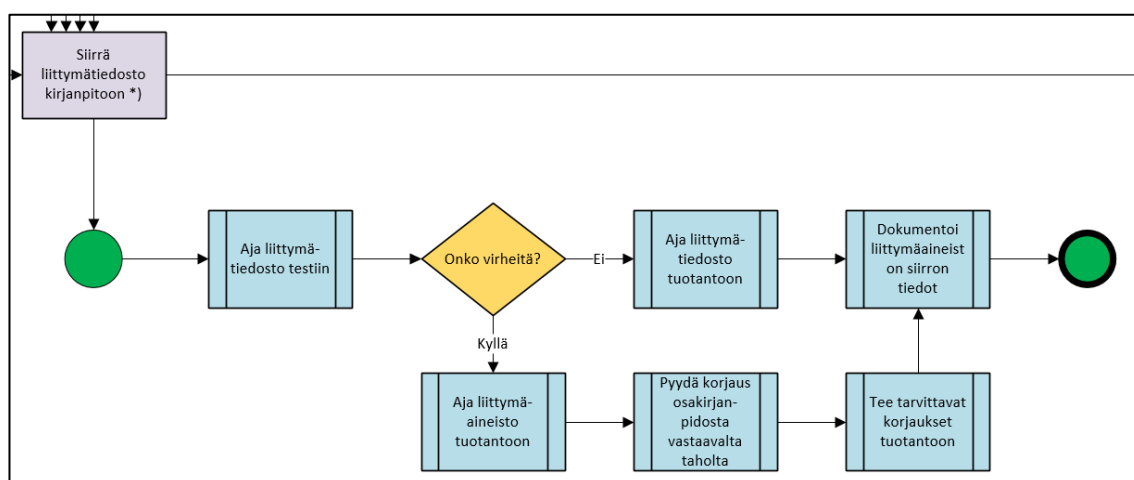 Siirrä
liittymätiedosto
kirjanpitoon *)
Aja liittymä-
tiedosto testiin
Onko virheitä?
Ei
Aja liittymä-
tiedosto
tuotantoon
Dokumentoi
liittymäaineist
on siirron
tiedot
Kyllä
Aja liittymä-
aineisto
tuotantoon
Pyydä korjaus
osakirjan-
pidosta
vastaavalta
taholta
Tee tarvittavat
korjaukset
tuotantoon